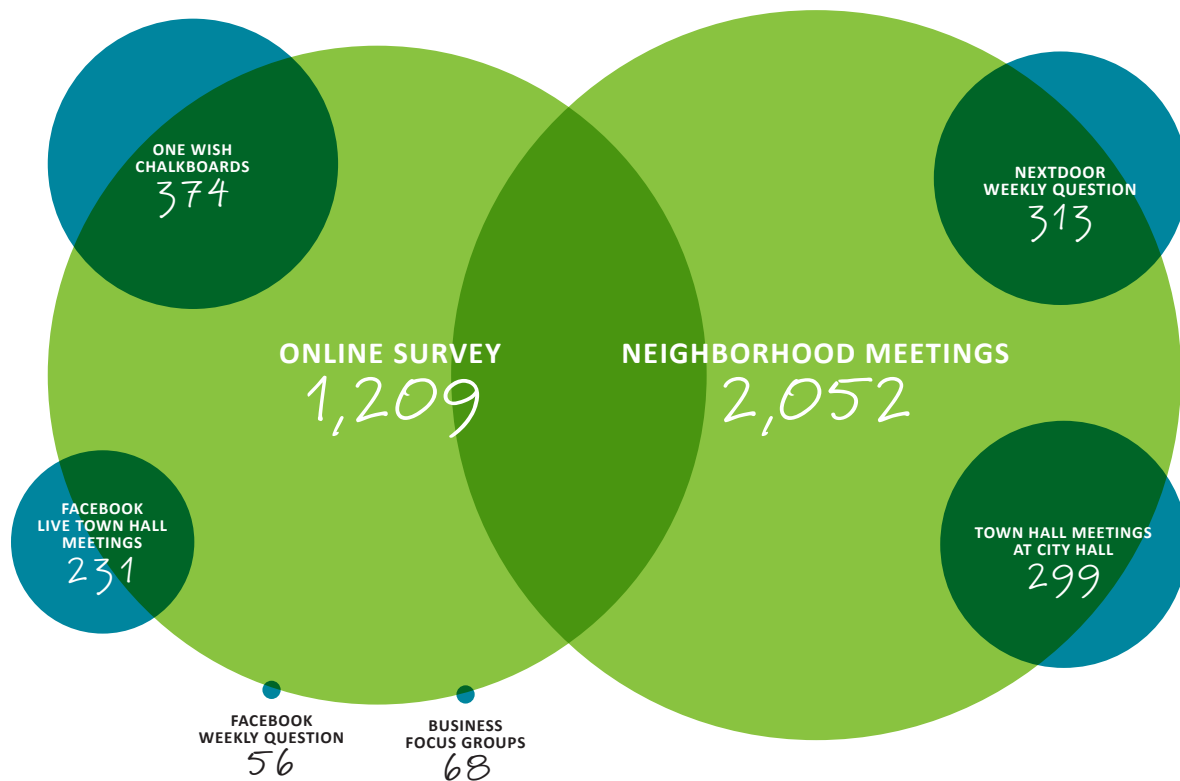 ONE WISH
CHALKBOARDS
374
NEXTDOOR
WEEKLY QUESTION
313
ONLINE SURVEY
1,209
NEIGHBORHOOD MEETINGS
2,052
FACEBOOK
LIVE TOWN HALL
MEETINGS
231
TOWN HALL MEETINGS
AT CITY HALL
299
FACEBOOK
WEEKLY QUESTION
56
BUSINESS
FOCUS GROUPS
68